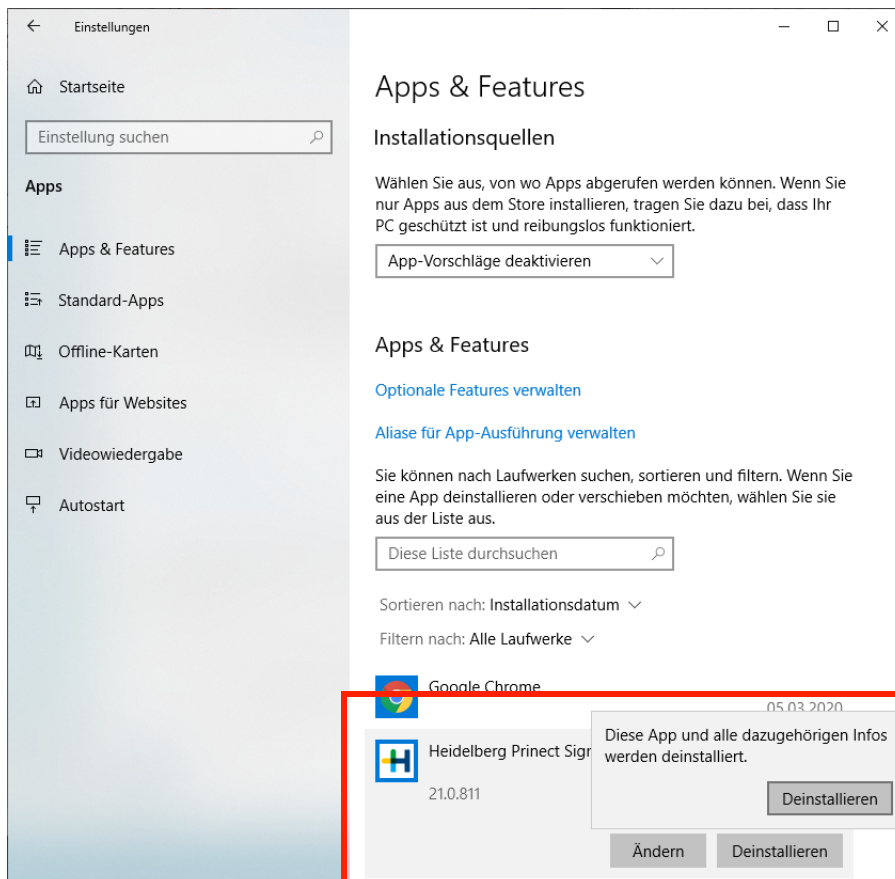 Einstellungen
Startseite
Einstellung suchen
Apps
Apps & Features
Standard-Apps
Offline-Karten
Apps für Websites
Videowiedergabe
Autostart
Apps & Features
Installationsquellen
Wählen Sie aus, von wo Apps abgerufen werden können. Wenn Sie
nur Apps aus dem Store installieren, tragen Sie dazu bei, dass Ihr
PC geschützt ist und reibungslos funktioniert.
App-Vorschläge deaktivieren
Apps & Features
Optionale Features verwalten
Aliase für App-Ausführung verwalten
Sie können nach Laufwerken suchen, sortieren und filtern. Wenn Sie
eine App deinstallieren oder verschieben möchten, wählen Sie sie
aus der Liste aus.
Diese Liste durchsuchen
Sortieren nach: Installationsdatum
Filtern nach: Alle Laufwerke
Google Chrome
05.03.2020
Heidelberg Prinect
21.0.811
Diese App und alle dazugehörigen Infos
werden deinstalliert.
Deinstallieren
Ändern Deinstallieren